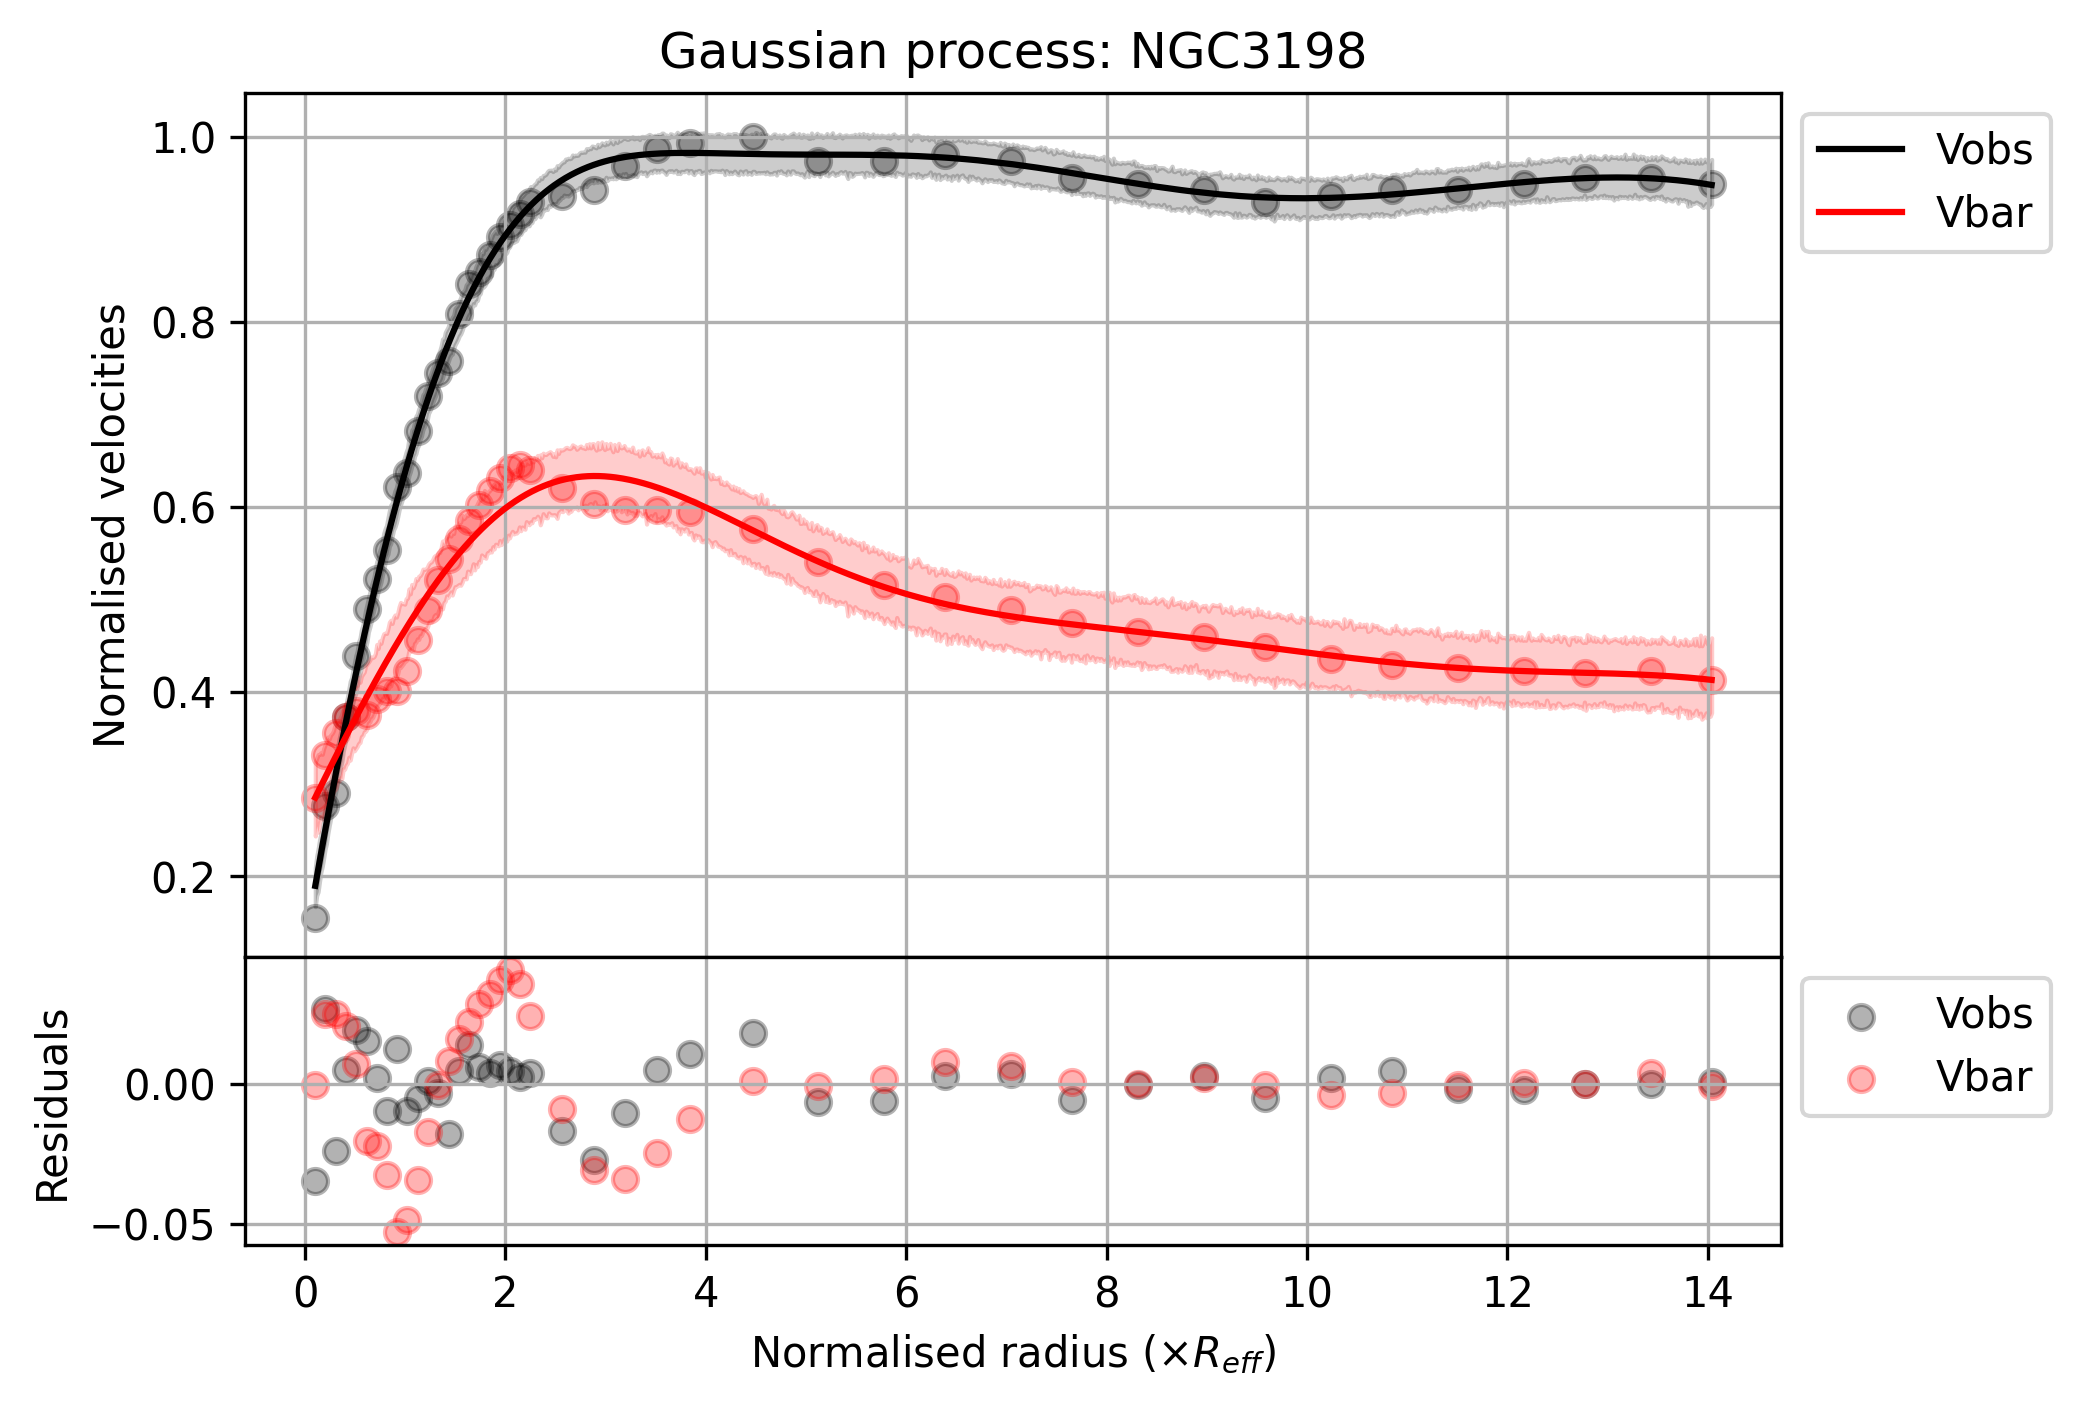 Gaussian process: NGC3198
Normalised velocities
1.0
0.8
0.6
0.4
0.2
Vobs
Vbar
Residuals
0.00
−0.05
Vobs
Vbar
0 2 4 6 8 10 12 14
Normalised radius (×R_eff)